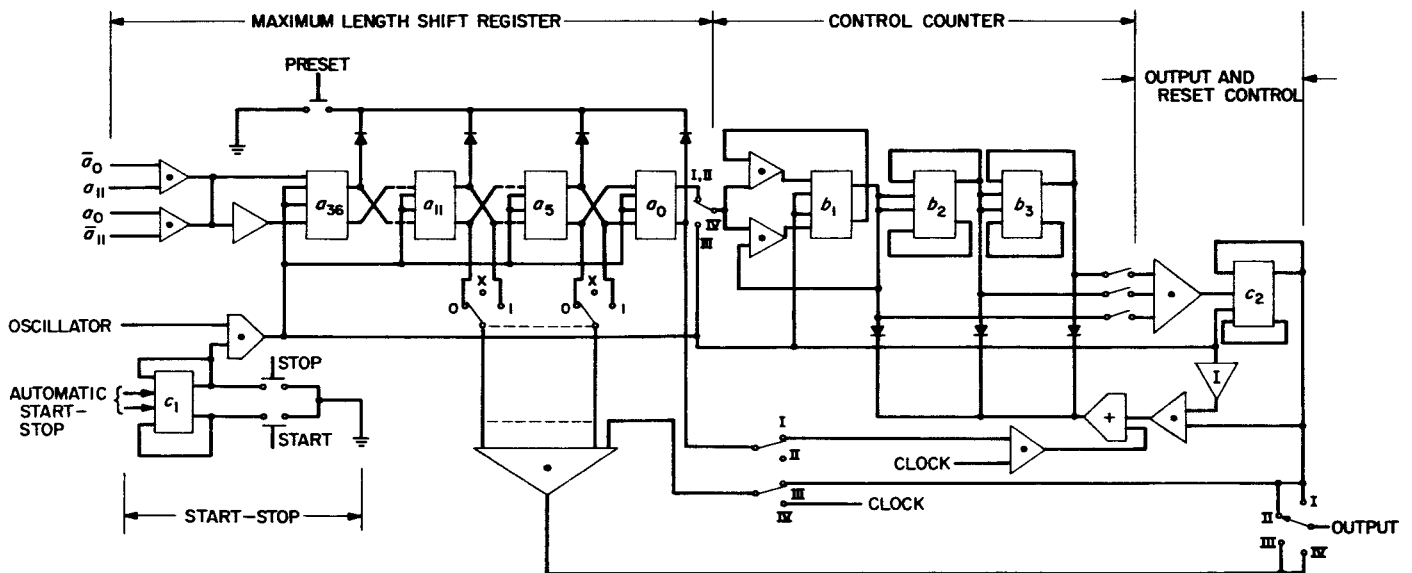 MAXIMUM LENGTH SHIFT REGISTER
CONTROL COUNTER
OUTPUT AND
RESET CONTROL
PRESET
ā₀
a₁₁
a₀
ā₁₁
a₃₆
a₁₁
a₅
a₀
I, II
IV
III
b₁
b₂
b₃
c₂
X
0
1
X
0
1
OSCILLATOR
STOP
AUTOMATIC
START-
STOP
c₁
START
START-STOP
I
+
I
II
CLOCK
III
IV
CLOCK
I
II
III
IV
OUTPUT